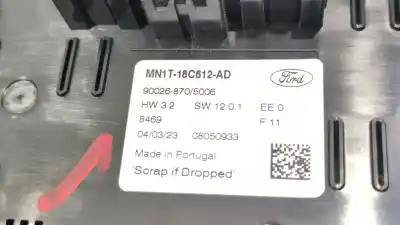 MN1T-18C612-AD
Ford
90026-870/5006
HW 3.2 SW 12.0.1 EE 0
8469 F 11
04/03/23 08050933
Made in Portugal
'Scrap if Dropped'